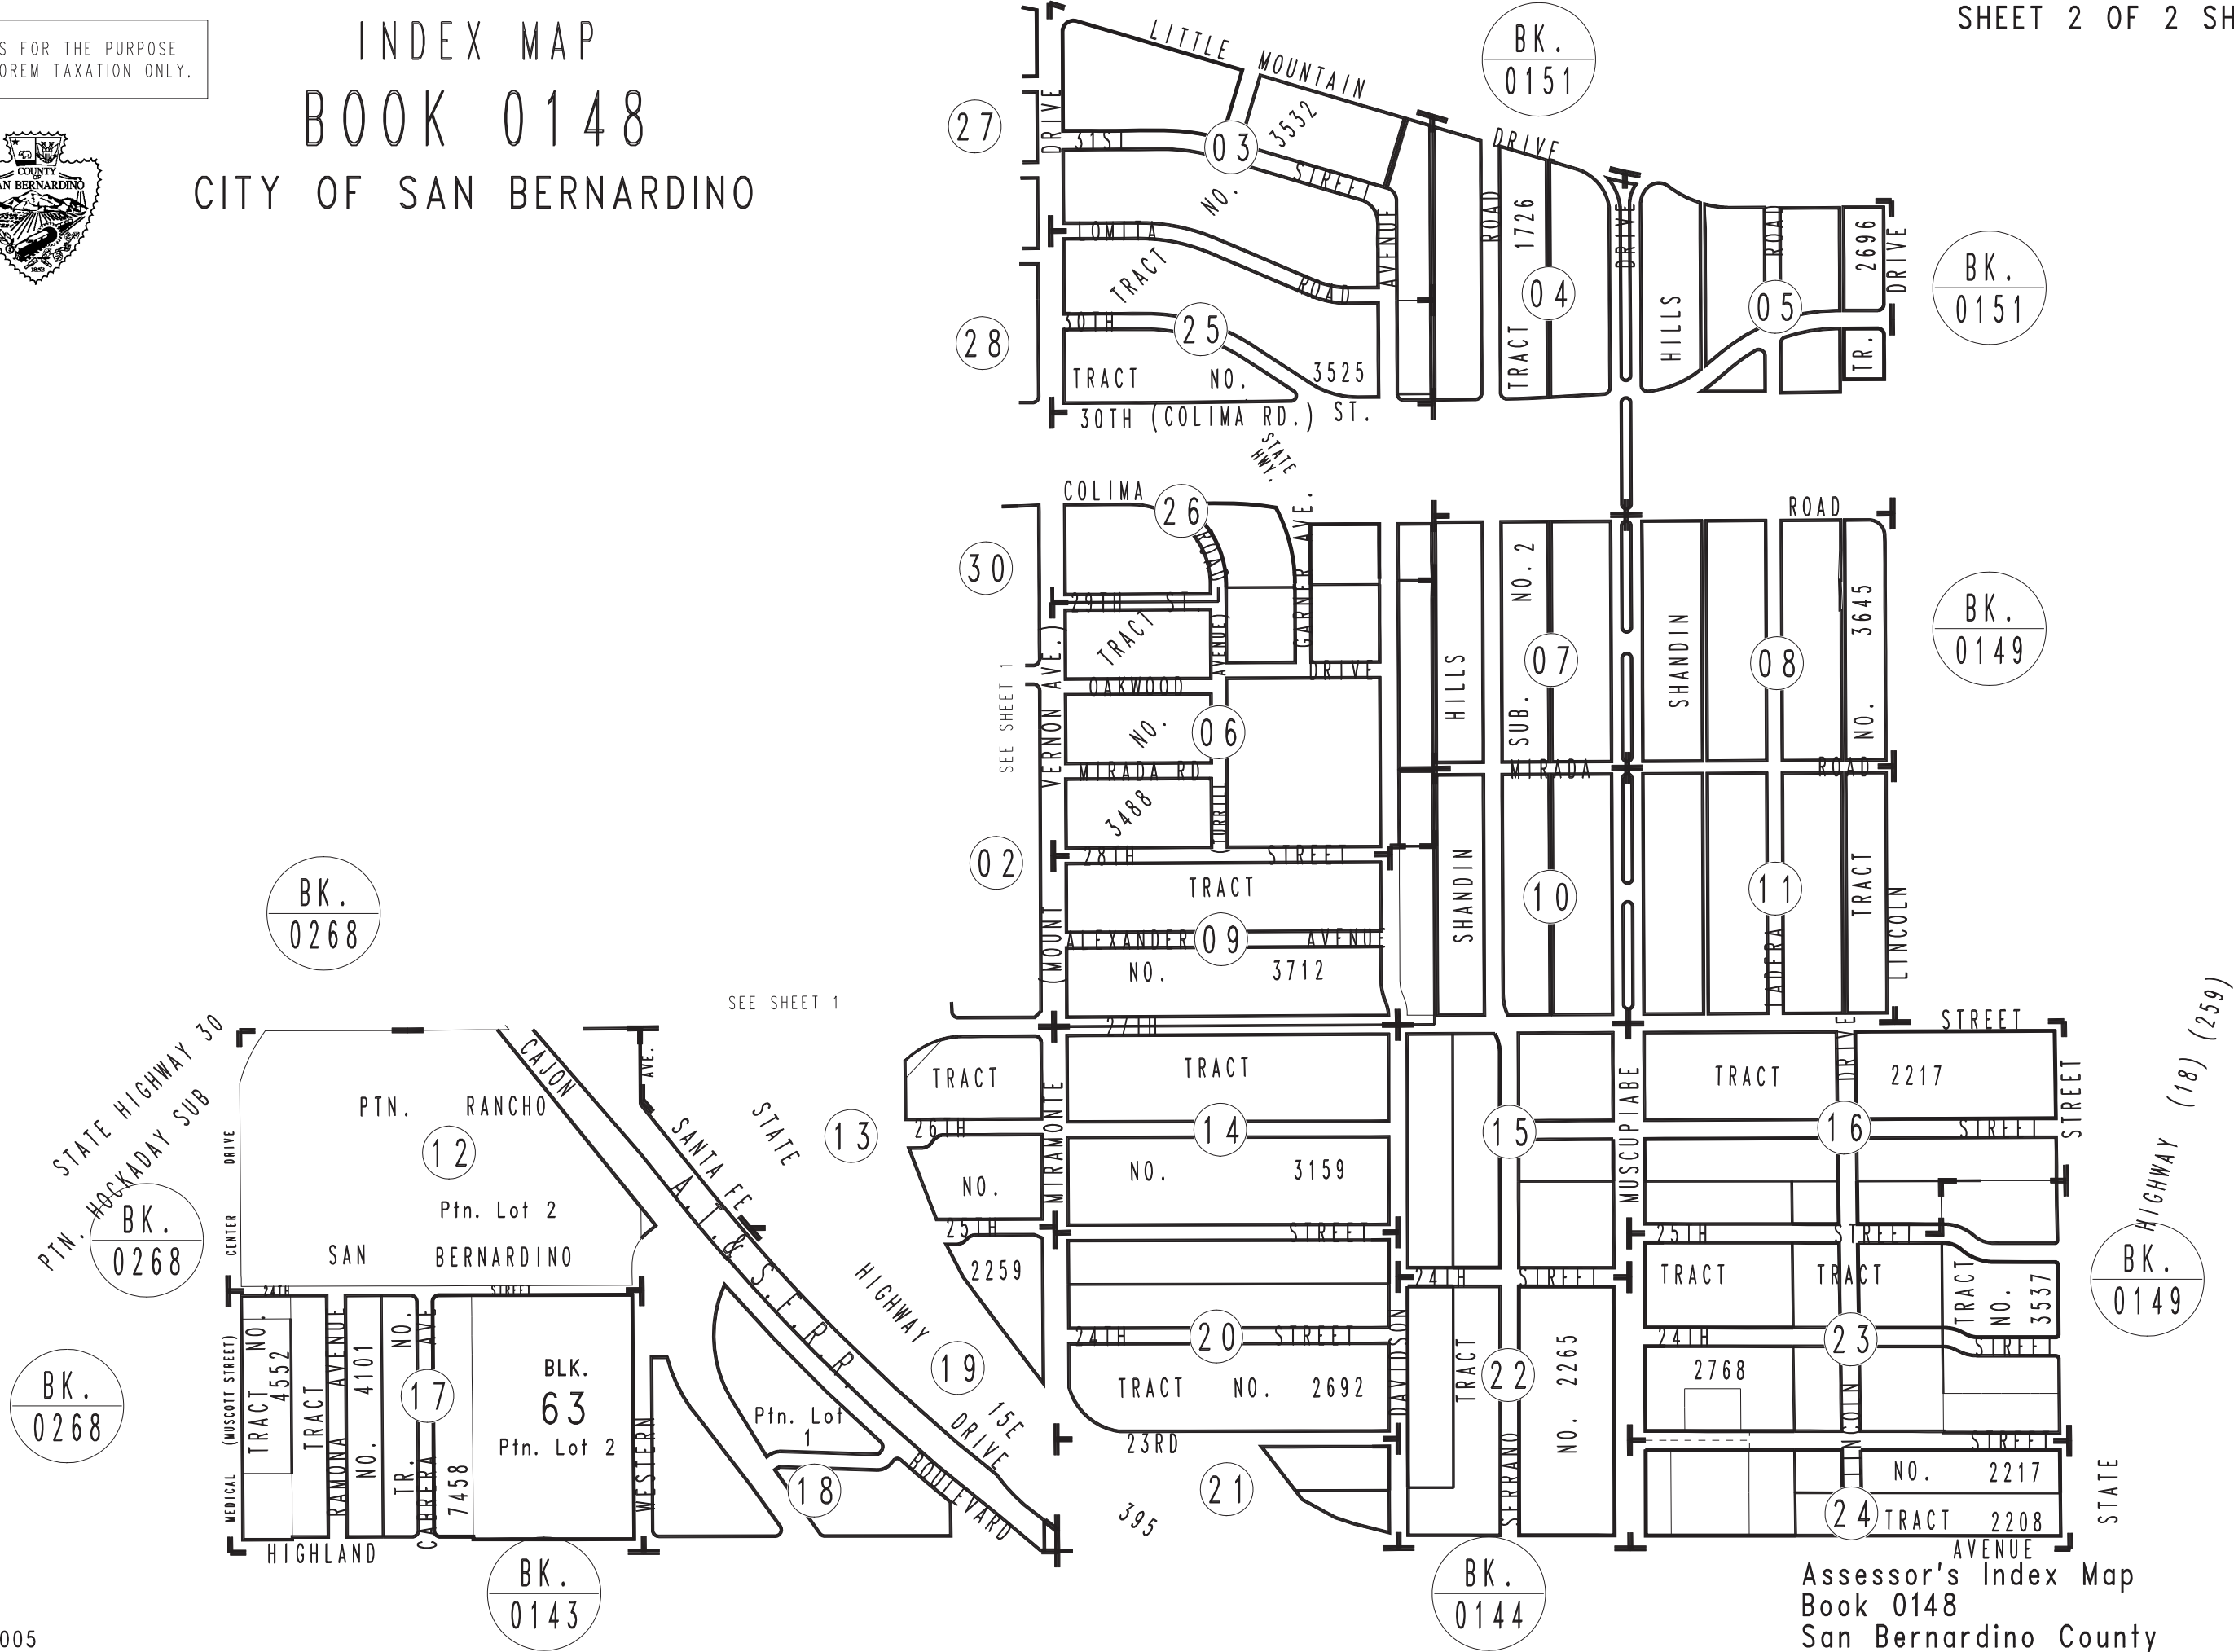 S FOR THE PURPOSE
OREM TAXATION ONLY.
COUNTY
OF
AN BERNARDINO
1853
INDEX MAP
BOOK 0148
CITY OF SAN BERNARDINO
SHEET 2 OF 2 SH
BK.
0151
LITTLE MOUNTAIN DRIVE
27
DRIVE
31ST STREET
03
3532
NO.
TRACT
LOMITA ROAD
AVENUE
ROAD
1726
TRACT
04
DRIVE
HILLS
ROAD
05
2696
TR.
DRIVE
BK.
0151
28
30TH
25
TRACT NO. 3525
30TH (COLIMA RD.) ST.
STATE
HWY.
COLIMA
26
ROAD
GARNER AVE.
ROAD
30
29TH ST
TRACT
NO.
3488
SEE SHEET 1
(MOUNT VERNON AVE.)
OAKWOOD DRIVE
06
(TURRILL AVENUE)
MIRADA RD
HILLS
SHANDIN
SUB. NO. 2
07
SHANDIN
08
NO. 3645
TRACT
BK.
0149
MIRADA ROAD
02
28TH STREET
TRACT
ALEXANDER 09 AVENUE
NO. 3712
10
11
LADERA
LINCOLN
BK.
0268
SEE SHEET 1
27TH STREET
STATE HIGHWAY 30
PTN. HOCKADAY SUB
BK.
0268
PTN. RANCHO
12
Ptn. Lot 2
SAN BERNARDINO
CAJON
AVE.
SANTA FE
A.T.& S.F. R.R.
STATE
HIGHWAY
15E
395
DRIVE
BOULEVARD
13
TRACT
26TH
NO.
25TH
2259
MIRAMONTE
TRACT
14
NO. 3159
25TH STREET
15
MUSCUPIABE
TRACT 2217
DRIVE
16
STREET
STREET
25TH STREET
HIGHWAY (18) (259)
BK.
0149
24TH STREET
MEDICAL CENTER DRIVE
(MUSCOTT STREET)
TRACT NO.
4552
TRACT
RAMONA AVENUE
NO. 4101
TR. NO.
17
CABRERA AVE
7458
BLK.
63
Ptn. Lot 2
WESTERN
Ptn. Lot
1
18
19
24TH 20 STREET
TRACT NO. 2692
23RD
21
DAVIDSON
24TH STREET
TRACT
22
NO. 2265
SERRANO
TRACT
TRACT
TRACT
NO.
3537
24TH 23 STREET
2768
LINCOLN
STREET
NO. 2217
24
TRACT 2208
STATE
BK.
0268
HIGHLAND
AVENUE
BK.
0143
BK.
0144
Assessor's Index Map
Book 0148
San Bernardino County
005